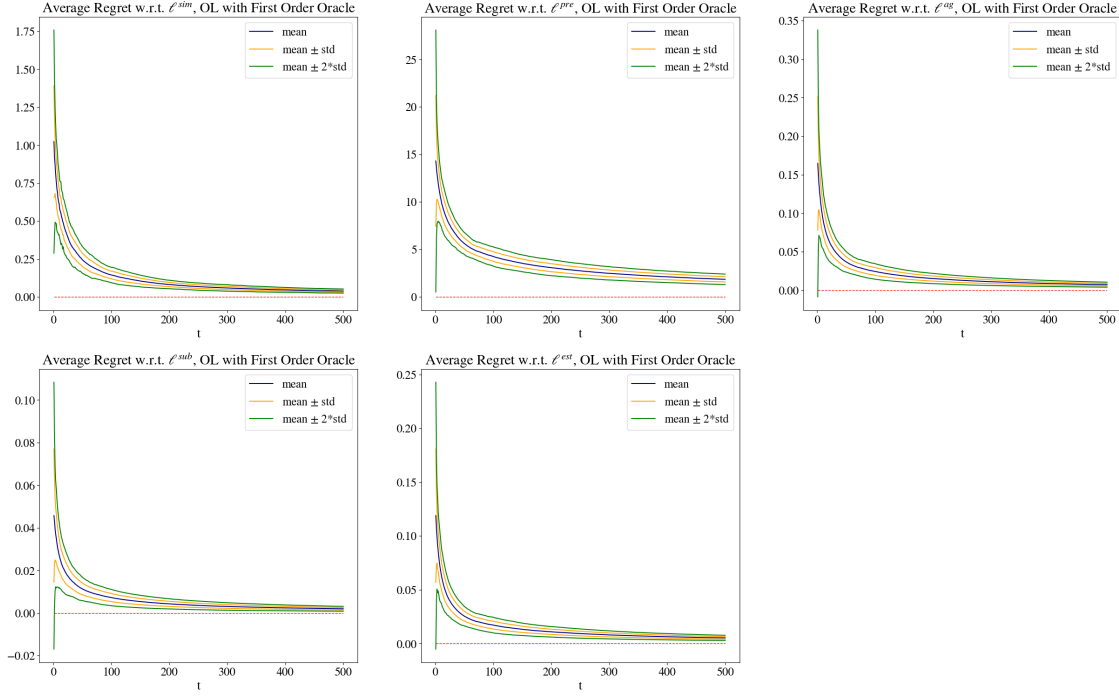 Average Regret w.r.t. ℓ^sim, OL with First Order Oracle
mean
mean ± std
mean ± 2*std
1.75
1.50
1.25
1.00
0.75
0.50
0.25
0.00
0 100 200 300 400 500
t
Average Regret w.r.t. ℓ^pre, OL with First Order Oracle
mean
mean ± std
mean ± 2*std
25
20
15
10
5
0
0 100 200 300 400 500
t
Average Regret w.r.t. ℓ^ag, OL with First Order Oracle
mean
mean ± std
mean ± 2*std
0.35
0.30
0.25
0.20
0.15
0.10
0.05
0.00
0 100 200 300 400 500
t
Average Regret w.r.t. ℓ^sub, OL with First Order Oracle
mean
mean ± std
mean ± 2*std
0.10
0.08
0.06
0.04
0.02
0.00
−0.02
0 100 200 300 400 500
t
Average Regret w.r.t. ℓ^est, OL with First Order Oracle
mean
mean ± std
mean ± 2*std
0.25
0.20
0.15
0.10
0.05
0.00
0 100 200 300 400 500
t